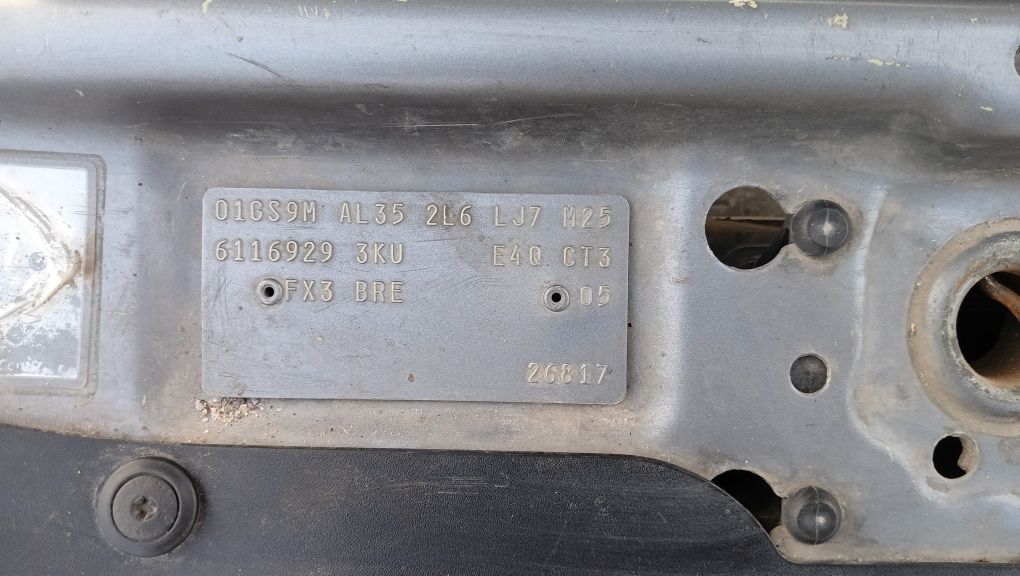 01GS9M AL35 2L6 LJ7 M25
6116929 3KU E4Q CT3
FX3 BRE 05
26817